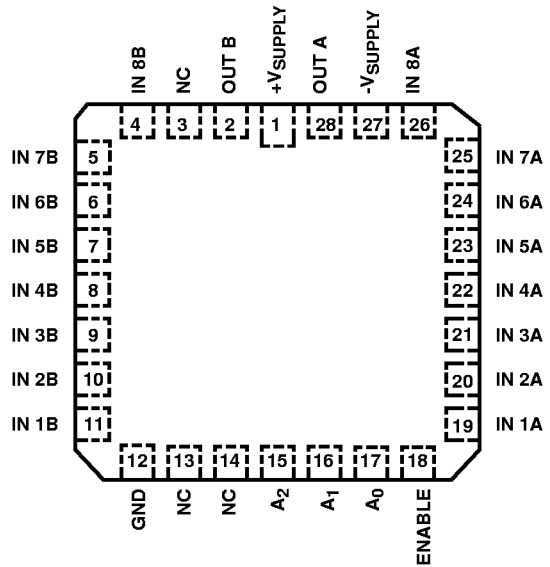 IN 8B
NC
OUT B
+VSUPPLY
OUT A
-VSUPPLY
IN 8A
4
3
2
1
28
27
26
IN 7B 5
25 IN 7A
IN 6B 6
24 IN 6A
IN 5B 7
23 IN 5A
IN 4B 8
22 IN 4A
IN 3B 9
21 IN 3A
IN 2B 10
20 IN 2A
IN 1B 11
19 IN 1A
12
13
14
15
16
17
18
GND
NC
NC
A2
A1
A0
ENABLE